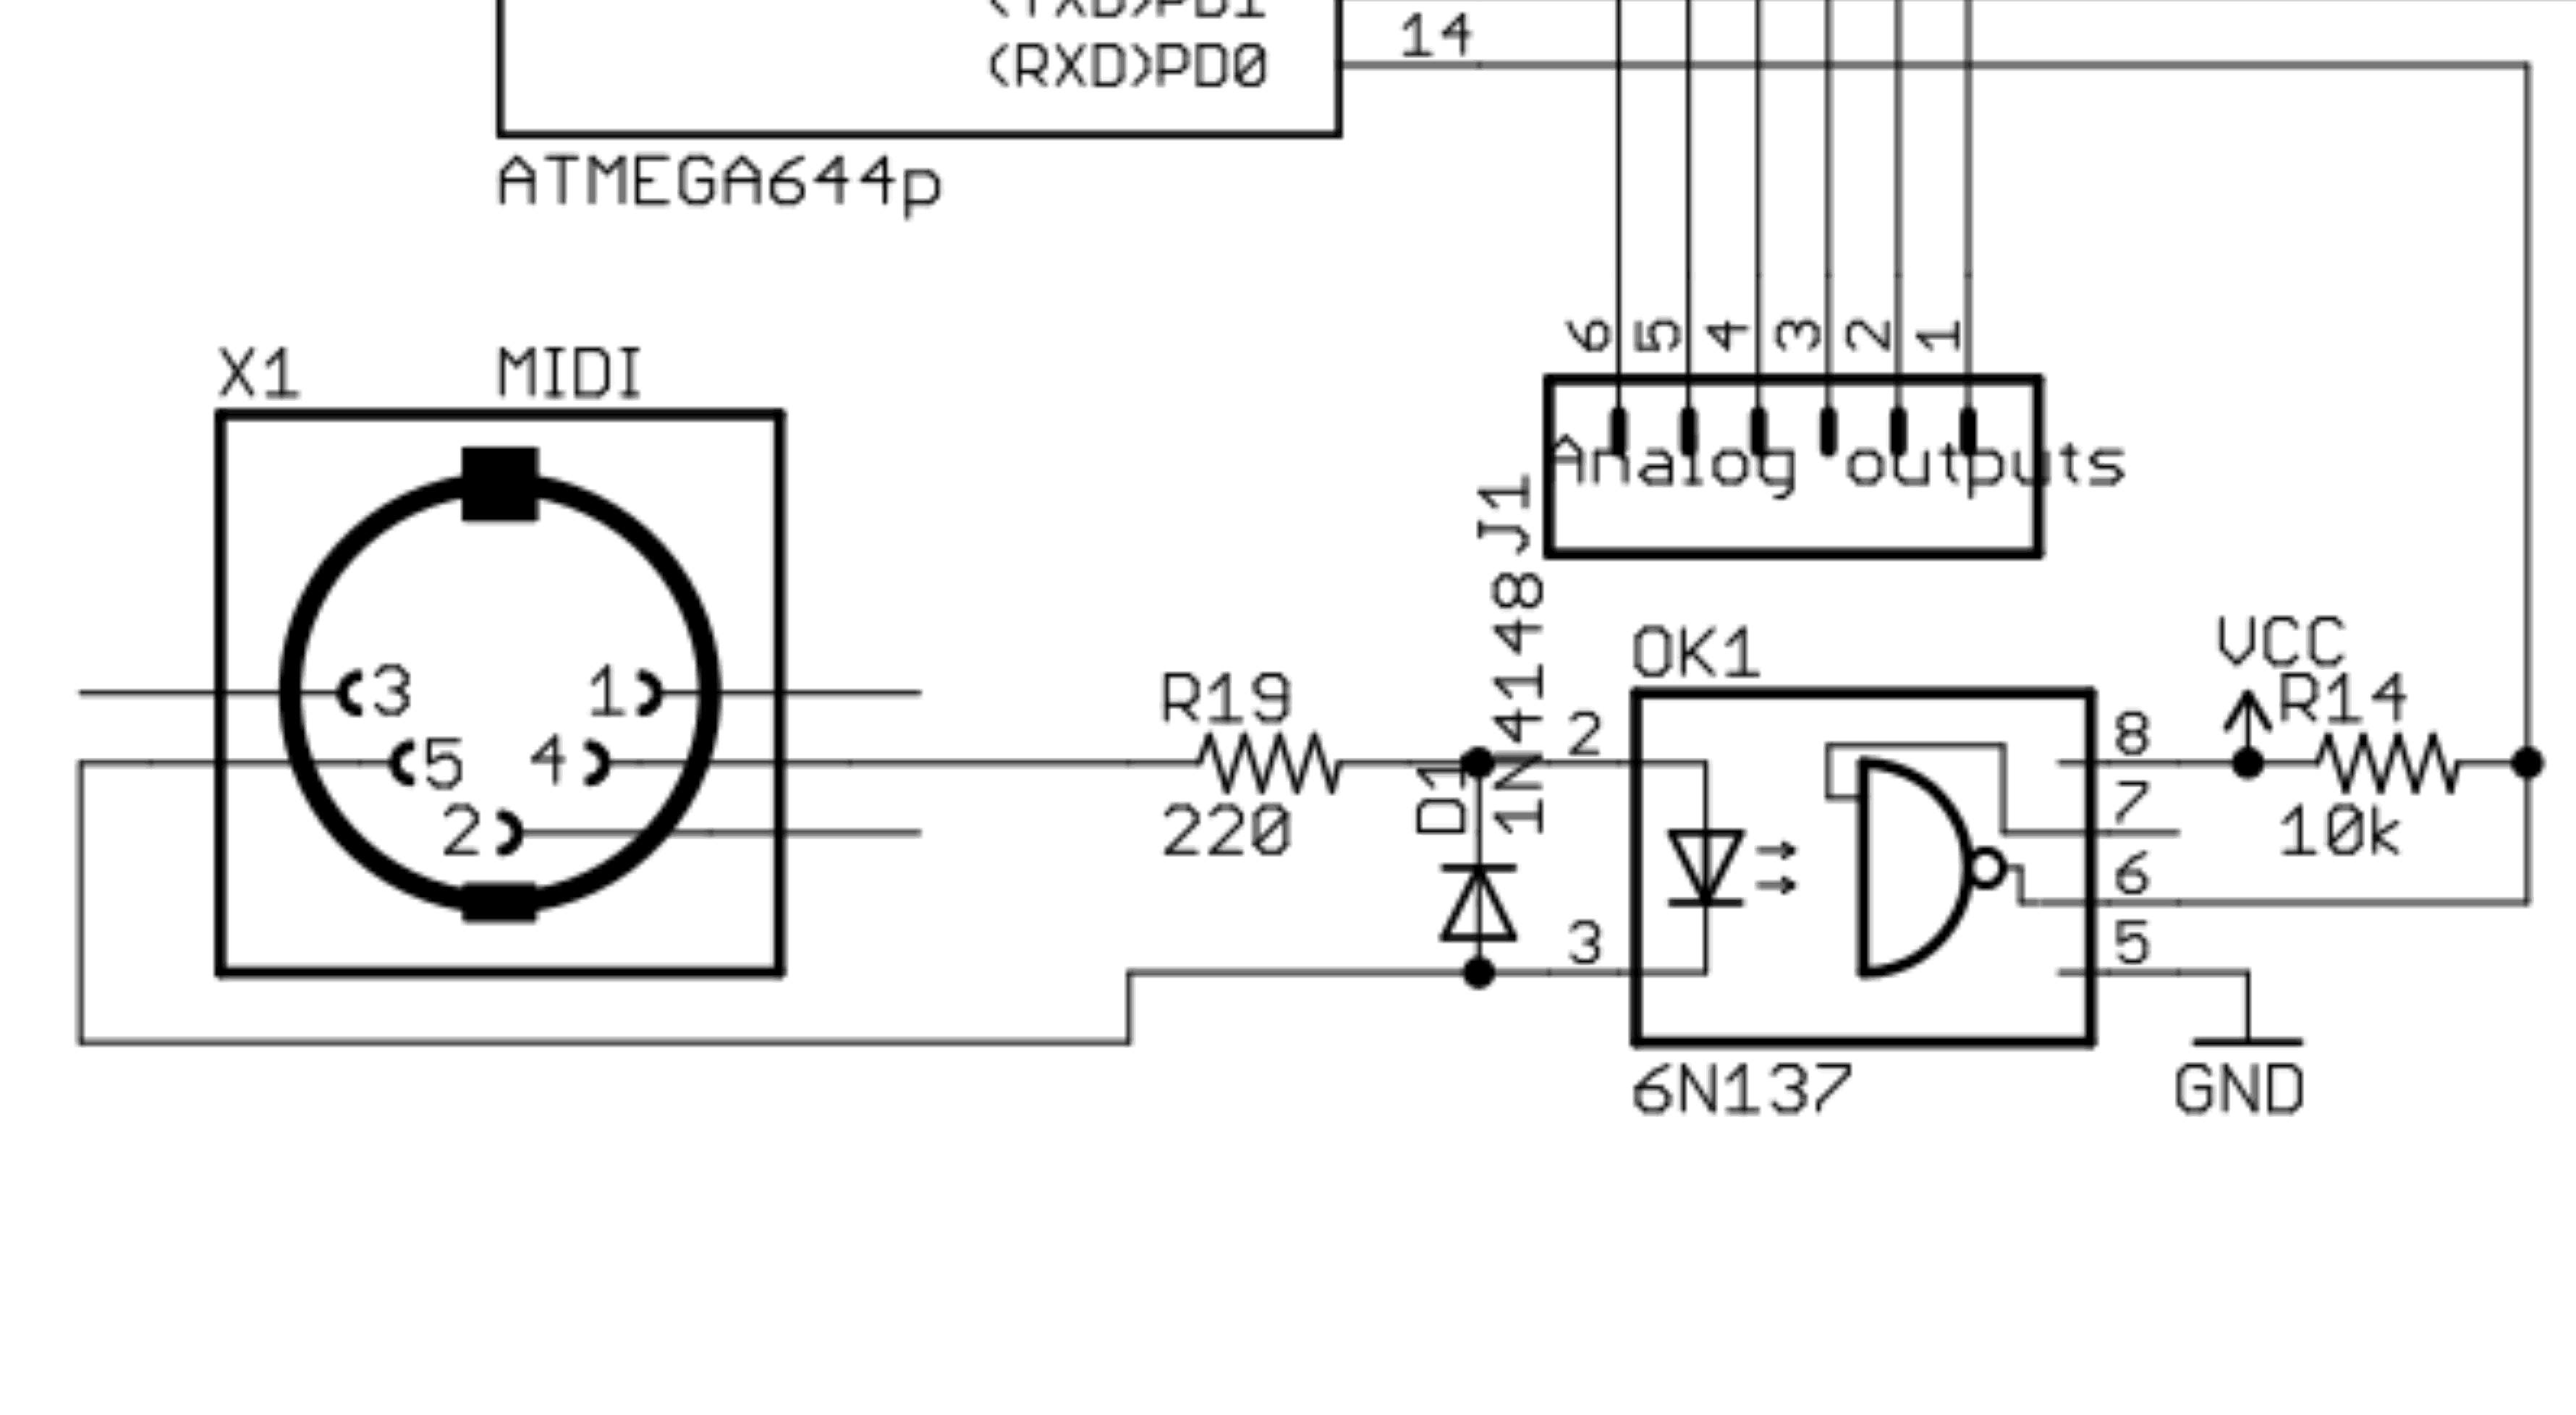 (TXD)PD1
14
(RXD)PD0
ATMEGA644p
6 5 4 3 2 1
X1 MIDI
Analog outputs
J1
1N4148
OK1
VCC
3 1
R19
R14
2
8
5 4
D1
7
2
220
10k
6
3
5
6N137
GND